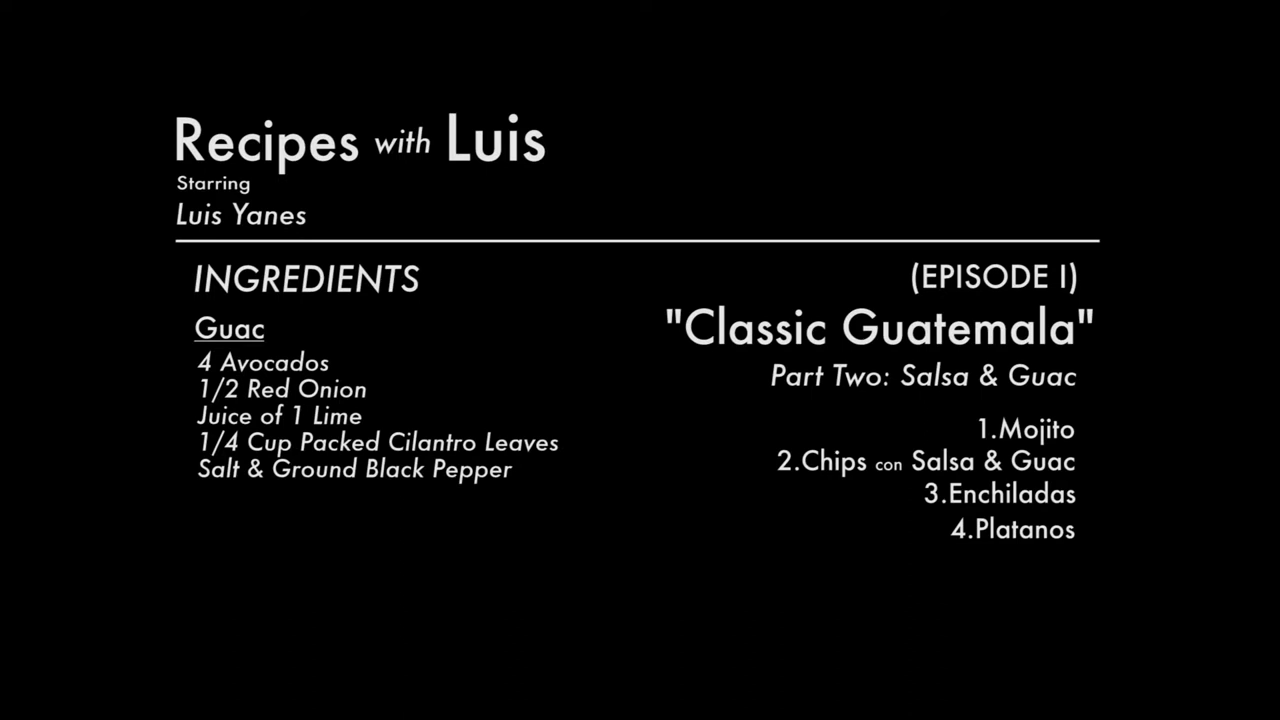 Recipes with Luis
Starring
Luis Yanes
INGREDIENTS
Guac
4 Avocados
1/2 Red Onion
Juice of 1 Lime
1/4 Cup Packed Cilantro Leaves
Salt & Ground Black Pepper
(EPISODE I)
"Classic Guatemala"
Part Two: Salsa & Guac
1.Mojito
2.Chips con Salsa & Guac
3.Enchiladas
4.Platanos